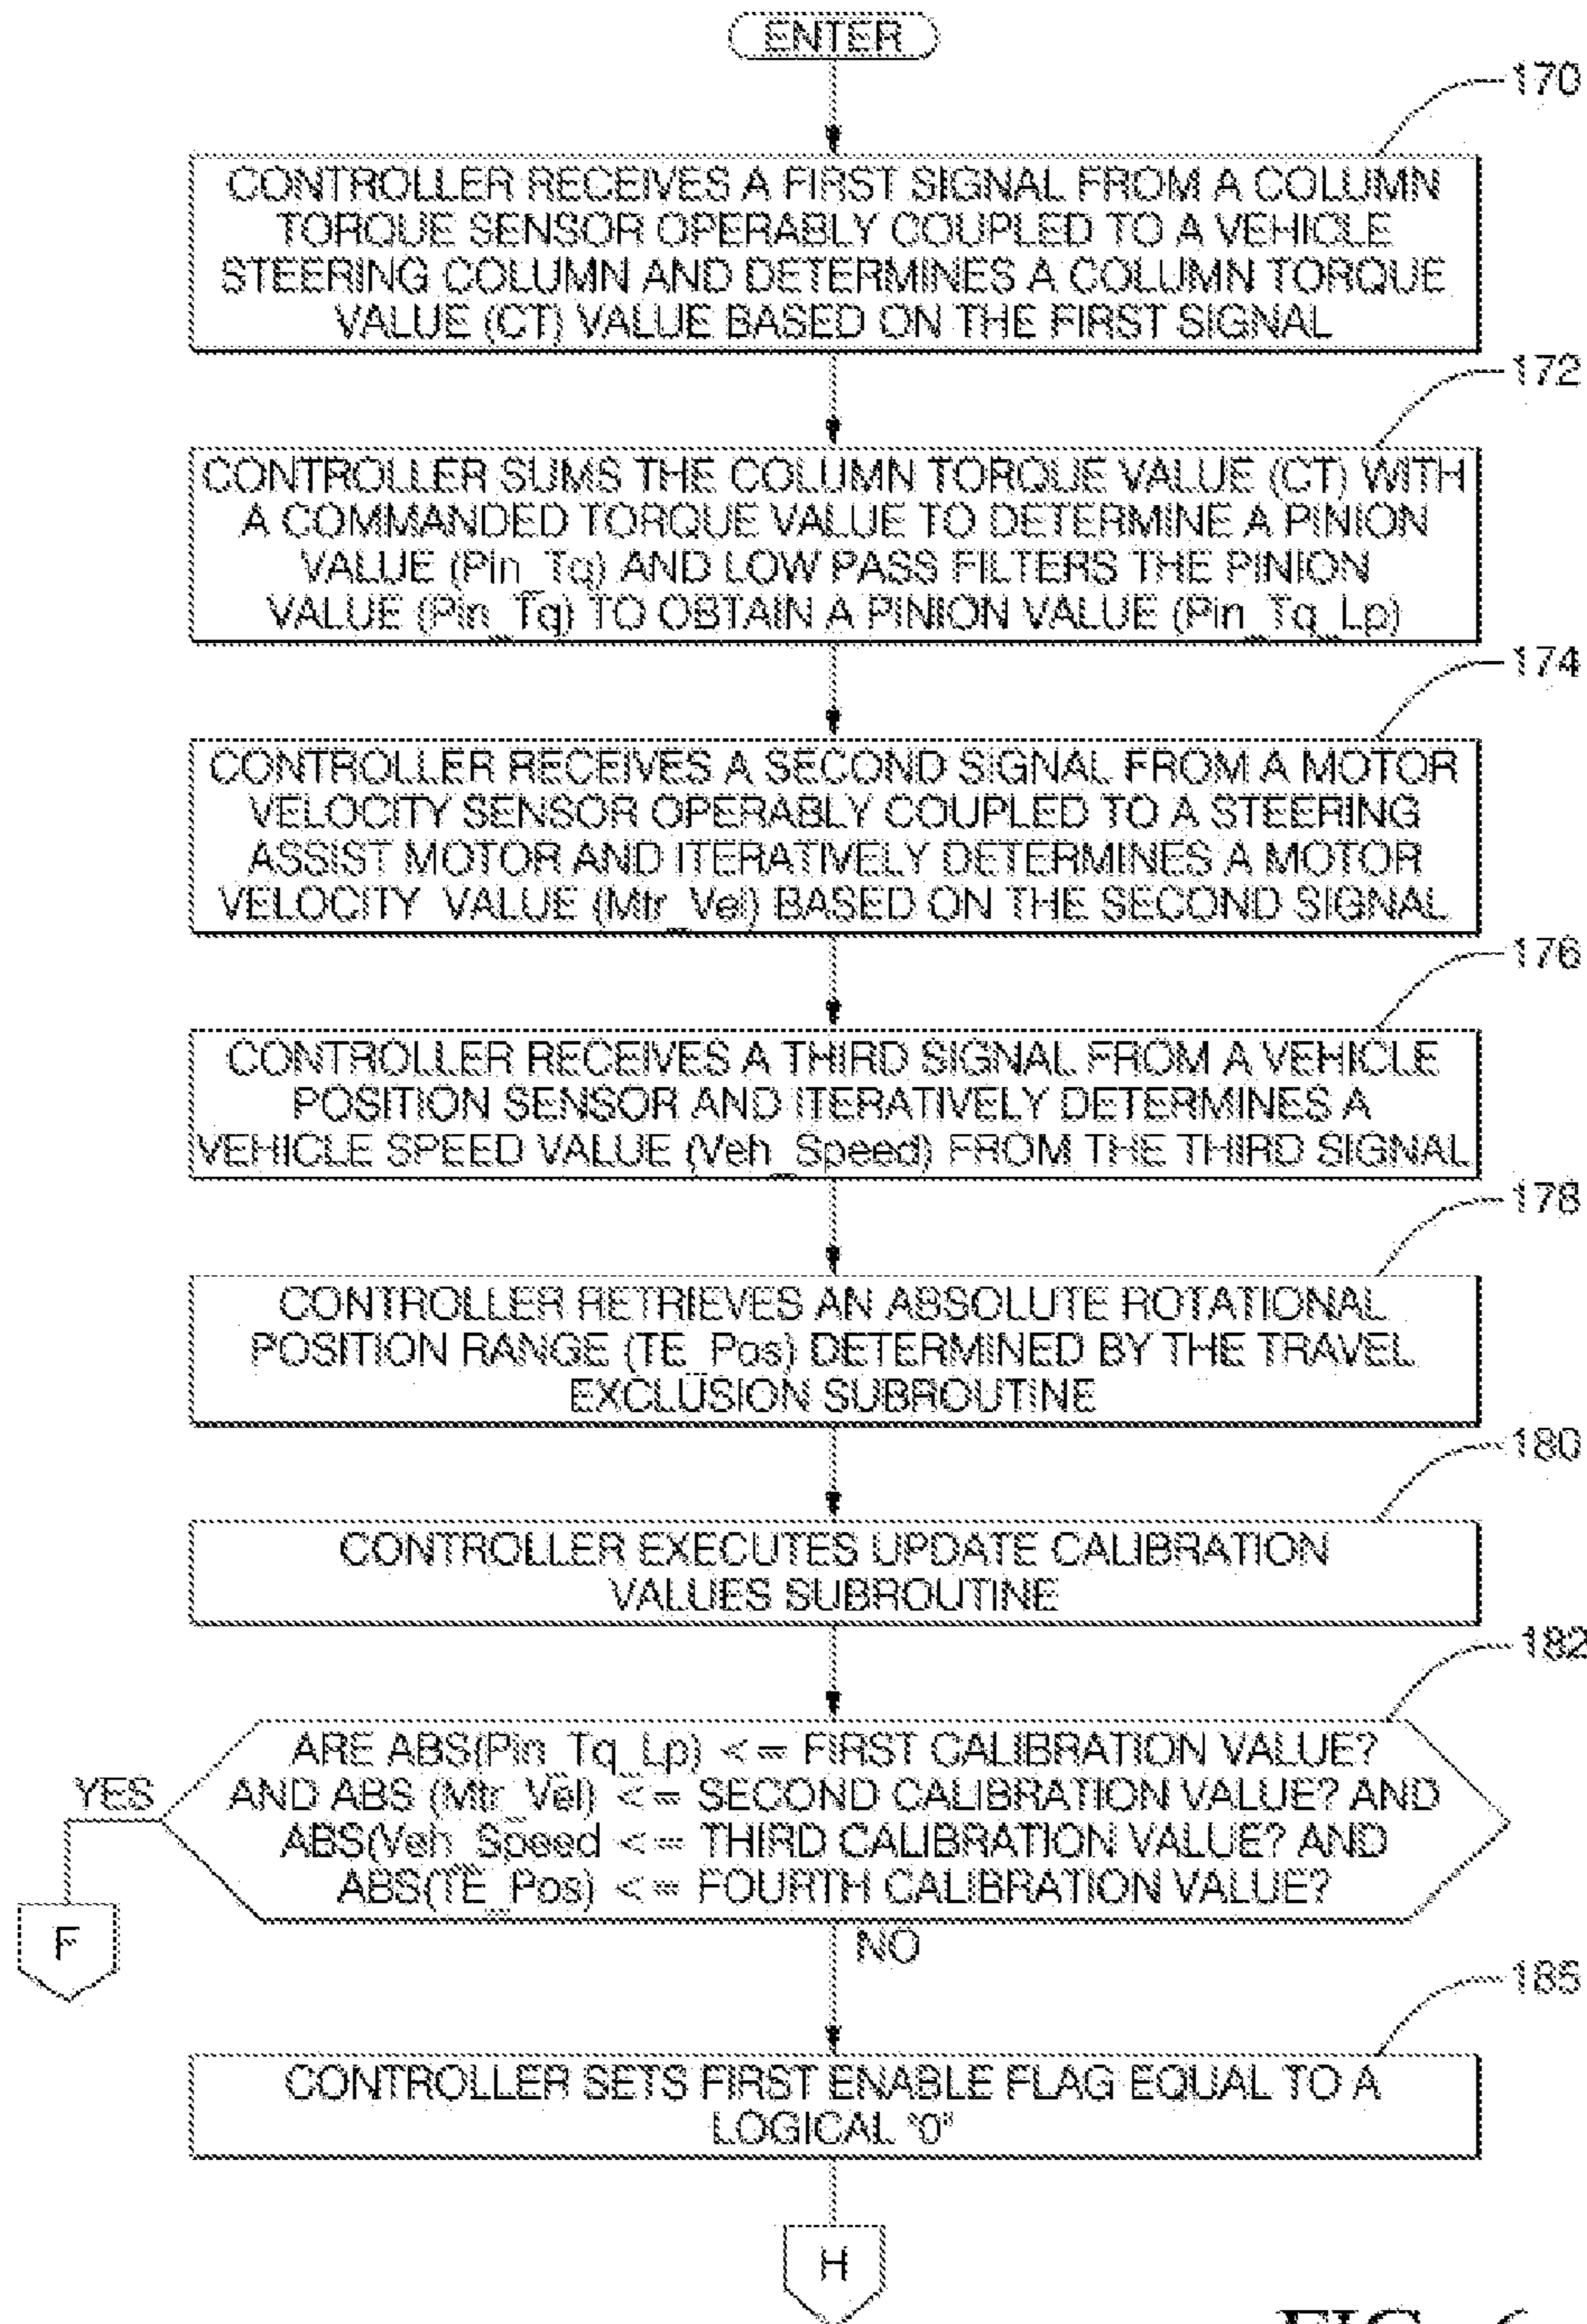 ENTER
170
CONTROLLER RECEIVES A FIRST SIGNAL FROM A COLUMN
TORQUE SENSOR OPERABLY COUPLED TO A VEHICLE
STEERING COLUMN AND DETERMINES A COLUMN TORQUE
VALUE (CT) VALUE BASED ON THE FIRST SIGNAL
172
CONTROLLER SUMS THE COLUMN TORQUE VALUE (CT) WITH
A COMMANDED TORQUE VALUE TO DETERMINE A PINION
VALUE (Pin_Tq) AND LOW PASS FILTERS THE PINION
VALUE (Pin_Tq) TO OBTAIN A PINION VALUE (Pin_Tq_Lp)
174
CONTROLLER RECEIVES A SECOND SIGNAL FROM A MOTOR
VELOCITY SENSOR OPERABLY COUPLED TO A STEERING
ASSIST MOTOR AND ITERATIVELY DETERMINES A MOTOR
VELOCITY VALUE (Mtr_Vel) BASED ON THE SECOND SIGNAL
176
CONTROLLER RECEIVES A THIRD SIGNAL FROM A VEHICLE
POSITION SENSOR AND ITERATIVELY DETERMINES A
VEHICLE SPEED VALUE (Veh_Speed) FROM THE THIRD SIGNAL
178
CONTROLLER RETRIEVES AN ABSOLUTE ROTATIONAL
POSITION RANGE (TE_Pos) DETERMINED BY THE TRAVEL
EXCLUSION SUBROUTINE
180
CONTROLLER EXECUTES UPDATE CALIBRATION
VALUES SUBROUTINE
182
ARE ABS(Pin_Tq_Lp) <= FIRST CALIBRATION VALUE?
AND ABS (Mtr_Vel) <= SECOND CALIBRATION VALUE? AND
ABS(Veh_Speed <= THIRD CALIBRATION VALUE? AND
ABS(TE_Pos) <= FOURTH CALIBRATION VALUE?
YES
F
NO
185
CONTROLLER SETS FIRST ENABLE FLAG EQUAL TO A
LOGICAL "0"
H